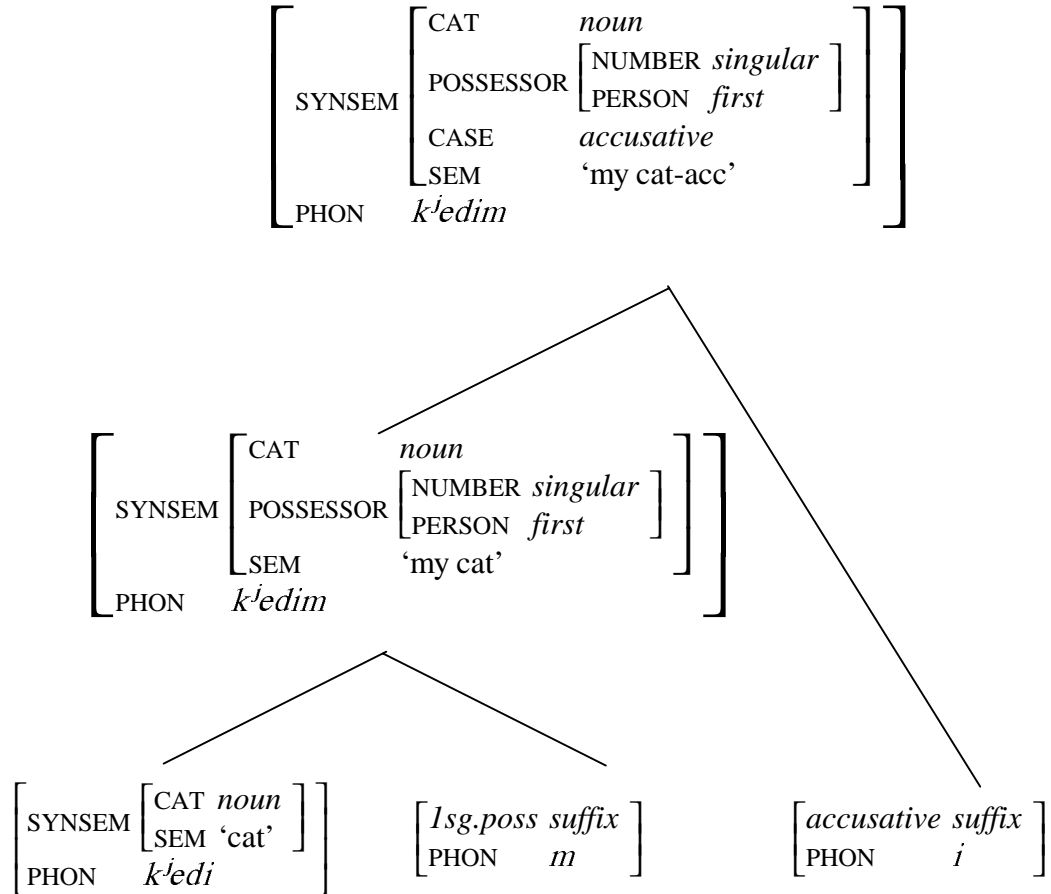 CAT noun
POSSESSOR NUMBER singular
SYNSEM PERSON first
CASE accusative
SEM ‘my cat-acc’
PHON kʲedim
CAT noun
POSSESSOR NUMBER singular
SYNSEM PERSON first
SEM ‘my cat’
PHON kʲedim
SYNSEM CAT noun
SEM ‘cat’
PHON kʲedi
1sg.poss suffix
PHON m
accusative suffix
PHON i